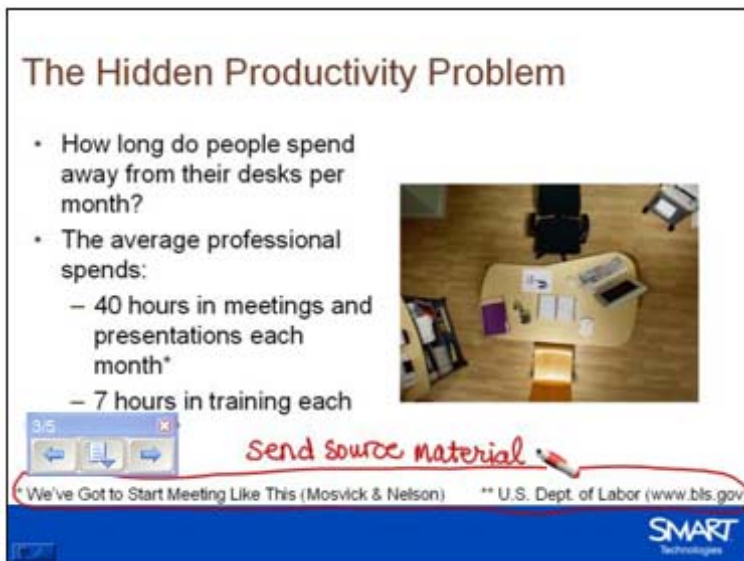 The Hidden Productivity Problem
• How long do people spend
away from their desks per
month?
• The average professional
spends:
– 40 hours in meetings and
presentations each
month*
– 7 hours in training each
3/5
send source material
* We've Got to Start Meeting Like This (Mosvick & Nelson) ** U.S. Dept. of Labor (www.bls.gov
SMART
Technologies